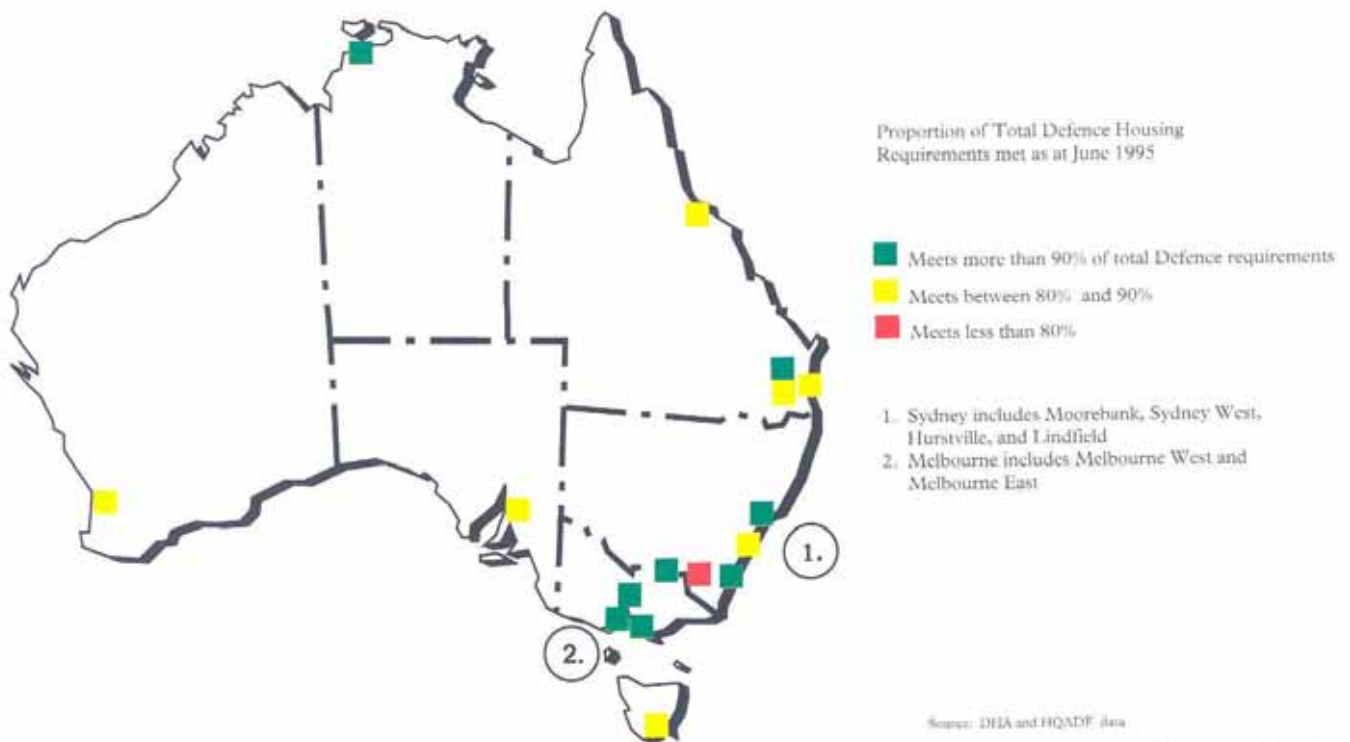 Proportion of Total Defence Housing
Requirements met as at June 1995
Meets more than 90% of total Defence requirements
Meets between 80% and 90%
Meets less than 80%
1. Sydney includes Moorebank, Sydney West,
Hurstville, and Lindfield
2. Melbourne includes Melbourne West and
Melbourne East
1.
2.
Source: DHA and HQADF data